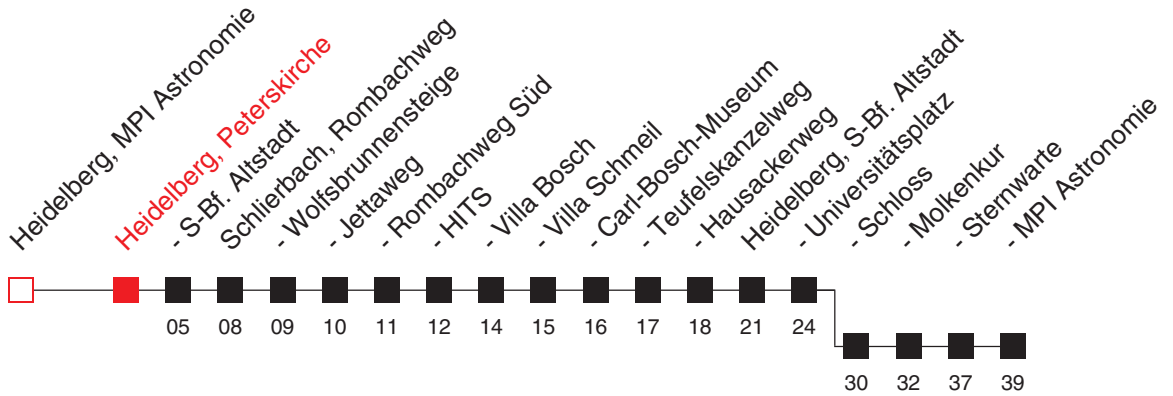 Heidelberg, MPI Astronomie
Heidelberg, Peterskirche
- S-Bf. Altstadt
Schlierbach, Rombachweg
- Wolfsbrunnensteige
- Jettaweg
- Rombachweg Süd
- HITS
- Villa Bosch
- Villa Schmeil
- Carl-Bosch-Museum
- Teufelskanzelweg
- Hausackerweg
Heidelberg, S-Bf. Altstadt
- Universitätsplatz
- Schloss
- Molkenkur
- Sternwarte
- MPI Astronomie
05 08 09 10 11 12 14 15 16 17 18 21 24
30 32 37 39